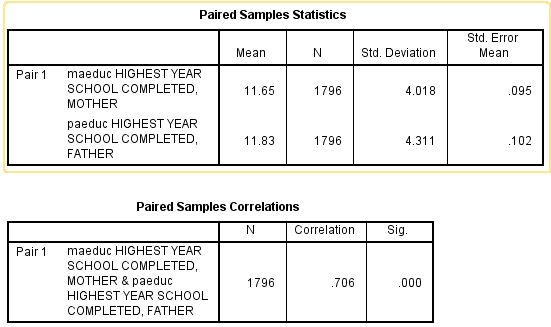 Paired Samples Statistics
Mean N Std. Deviation Std. Error
Mean
Pair 1 maeduc HIGHEST YEAR
SCHOOL COMPLETED,
MOTHER 11.65 1796 4.018 .095
paeduc HIGHEST YEAR
SCHOOL COMPLETED,
FATHER 11.83 1796 4.311 .102
Paired Samples Correlations
N Correlation Sig.
Pair 1 maeduc HIGHEST YEAR
SCHOOL COMPLETED,
MOTHER & paeduc 1796 .706 .000
HIGHEST YEAR SCHOOL
COMPLETED, FATHER